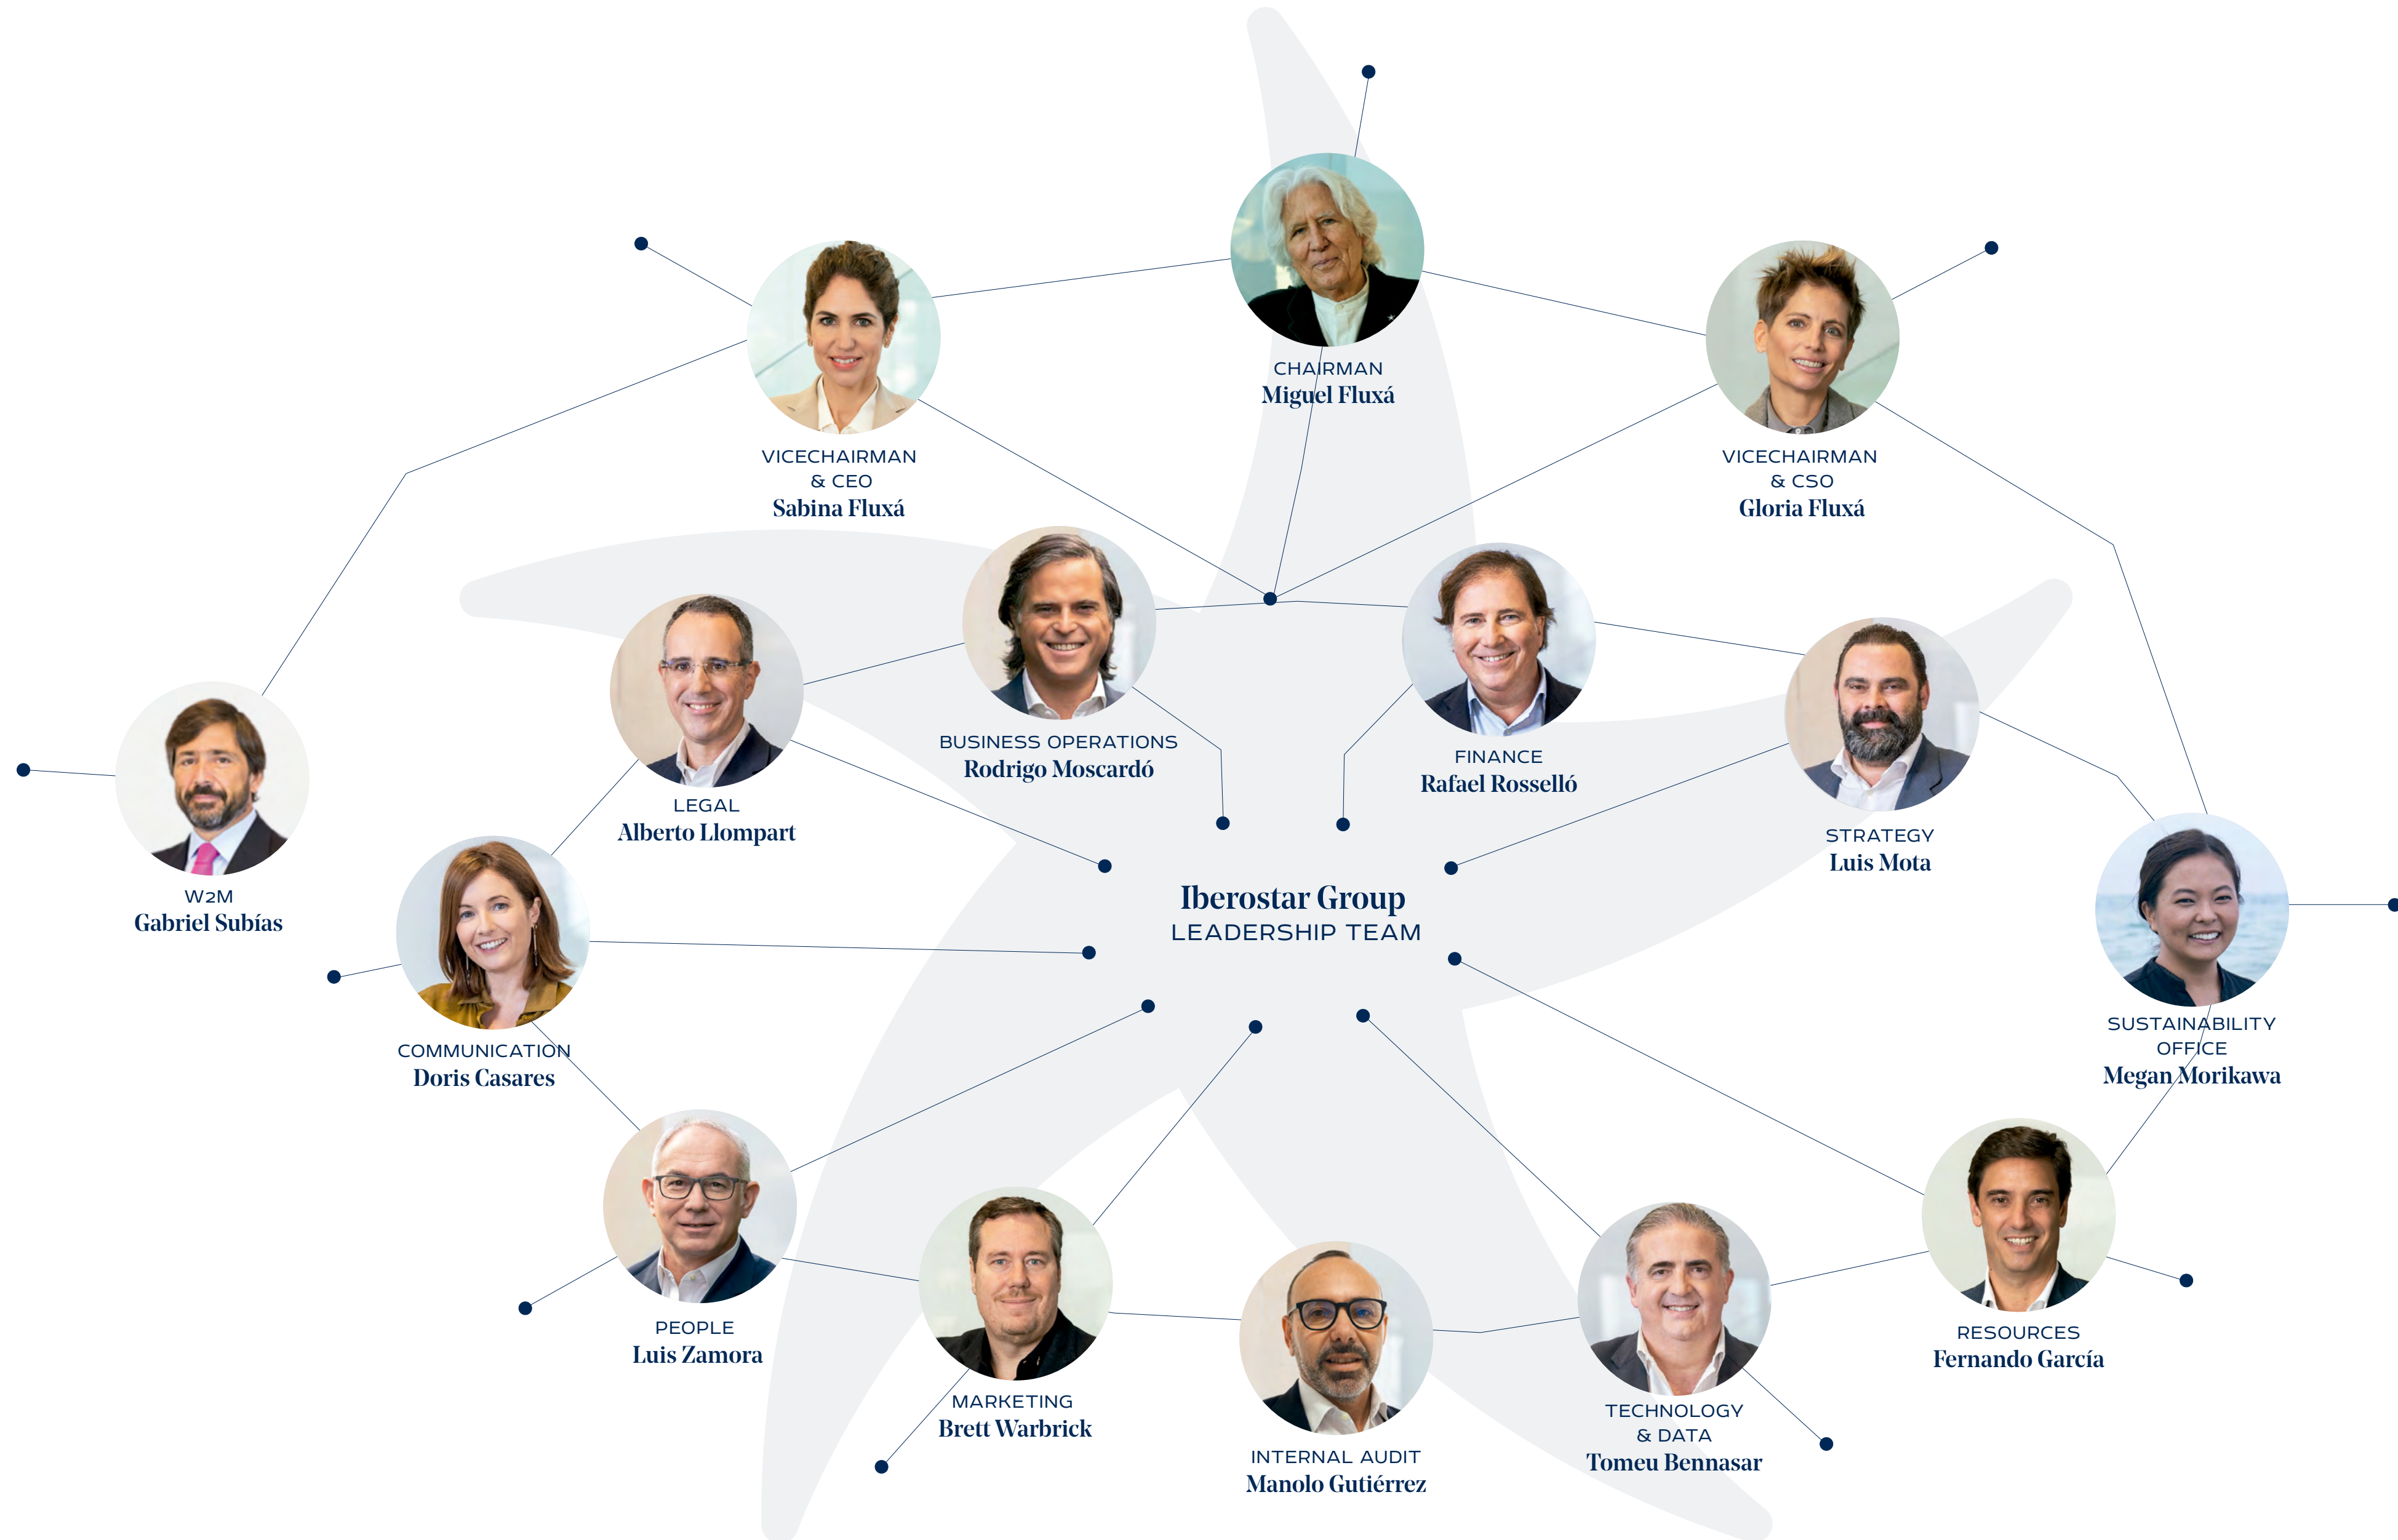 CHAIRMAN
Miguel Fluxá
VICECHAIRMAN
& CEO
Sabina Fluxá
VICECHAIRMAN
& CSO
Gloria Fluxá
BUSINESS OPERATIONS
Rodrigo Moscardó
FINANCE
Rafael Rosselló
LEGAL
Alberto Llompart
STRATEGY
Luis Mota
W2M
Gabriel Subías
Iberostar Group
LEADERSHIP TEAM
COMMUNICATION
Doris Casares
SUSTAINABILITY
OFFICE
Megan Morikawa
PEOPLE
Luis Zamora
RESOURCES
Fernando García
MARKETING
Brett Warbrick
INTERNAL AUDIT
Manolo Gutiérrez
TECHNOLOGY
& DATA
Tomeu Bennasar